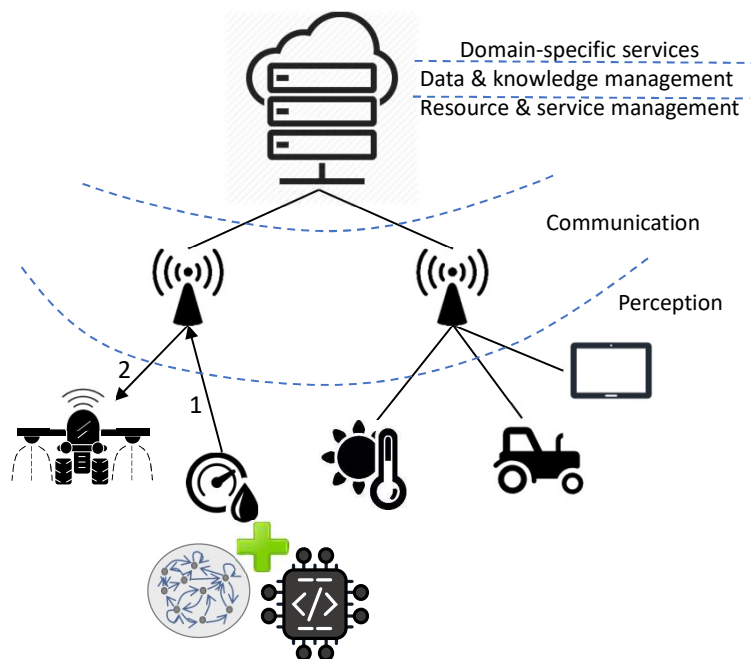 Domain-specific services
Data & knowledge management
Resource & service management
Communication
Perception
2
1
</>